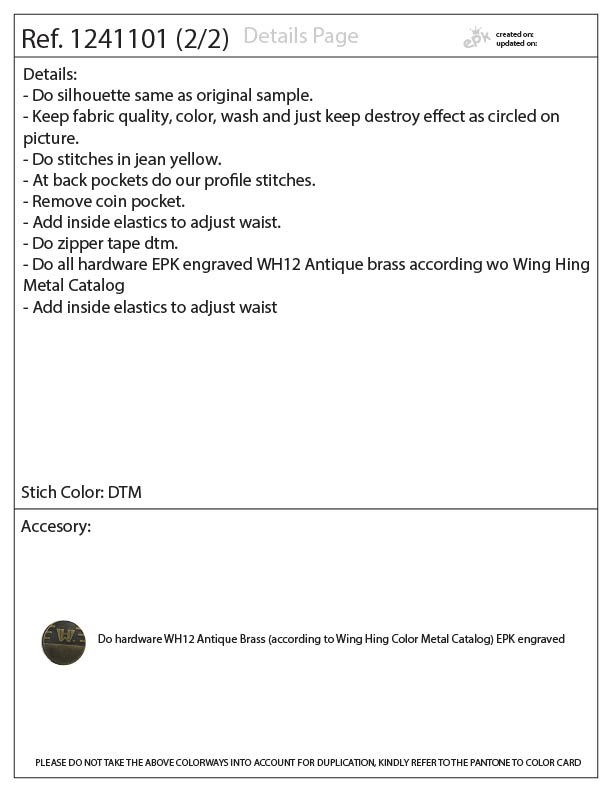 Ref. 1241101 (2/2) Details Page
epk
created on:
updated on:
Details:
- Do silhouette same as original sample.
- Keep fabric quality, color, wash and just keep destroy effect as circled on
picture.
- Do stitches in jean yellow.
- At back pockets do our profile stitches.
- Remove coin pocket.
- Add inside elastics to adjust waist.
- Do zipper tape dtm.
- Do all hardware EPK engraved WH12 Antique brass according wo Wing Hing
Metal Catalog
- Add inside elastics to adjust waist
Stich Color: DTM
Accesory:
W
Do hardware WH12 Antique Brass (according to Wing Hing Color Metal Catalog) EPK engraved
PLEASE DO NOT TAKE THE ABOVE COLORWAYS INTO ACCOUNT FOR DUPLICATION, KINDLY REFER TO THE PANTONE TO COLOR CARD